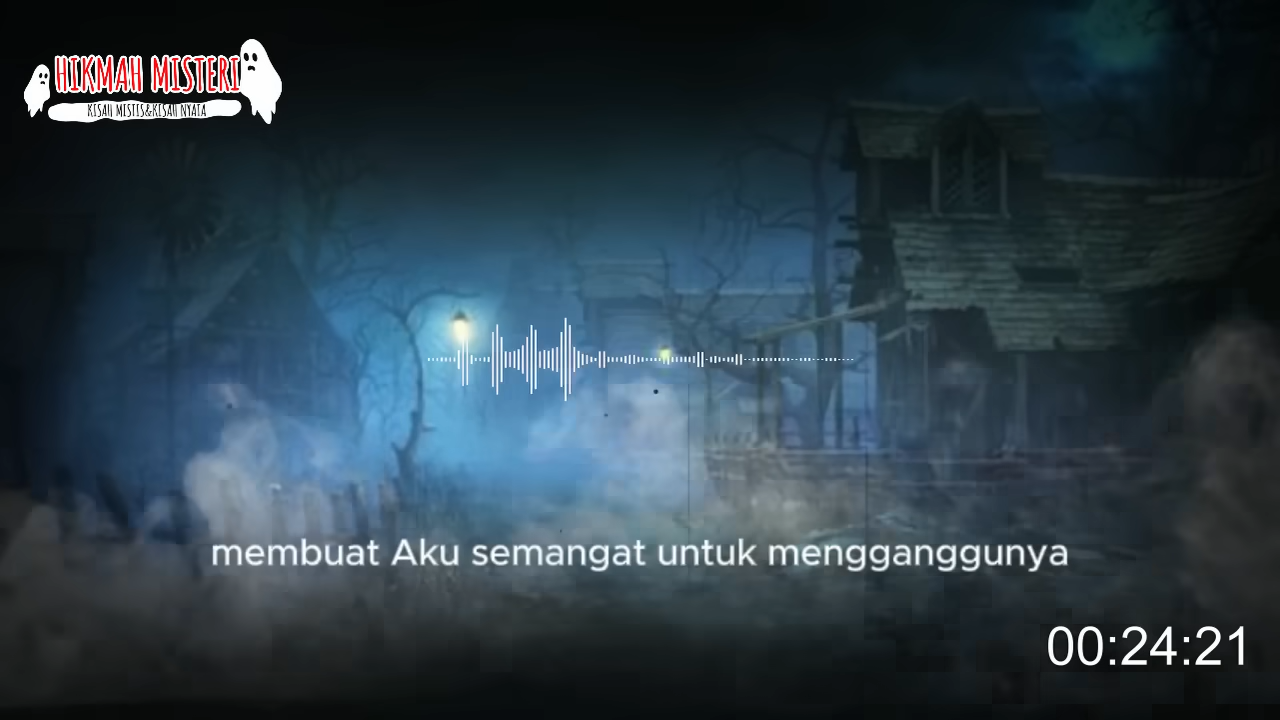 HIKMAH MISTERI
KISAH MISTIS&KISAH NYATA
membuat Aku semangat untuk mengganggunya
00:24:21